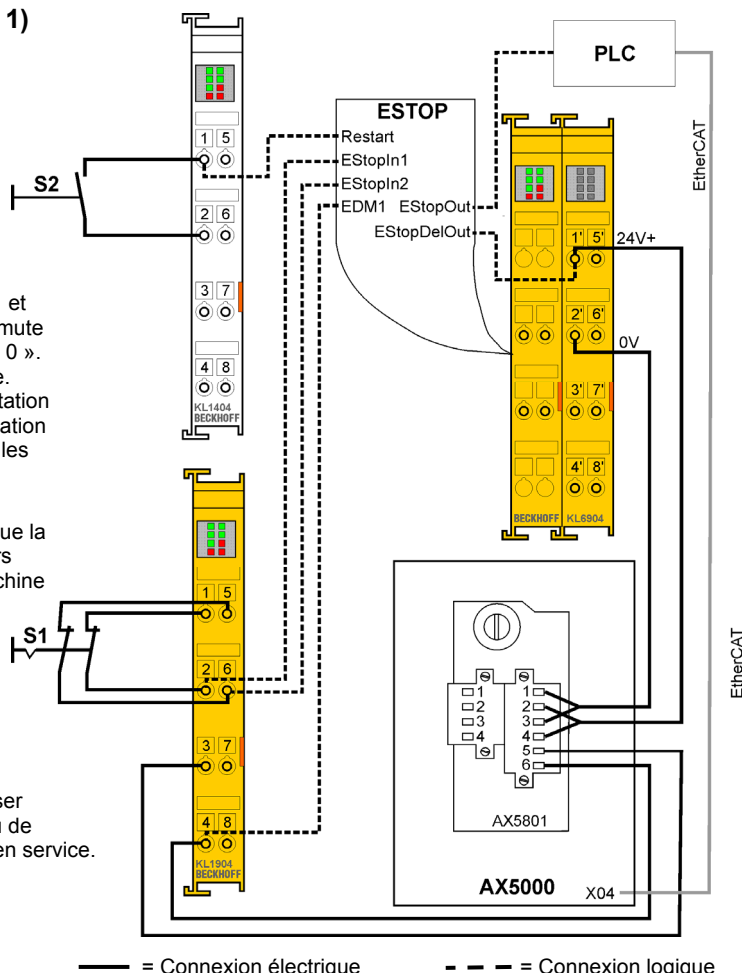 1)
PLC
EtherCAT
ESTOP
Restart
EStopIn1
EStopIn2
EDM1 EStopOut
EStopDelOut
1 5
S2
2 6
3 7
4 8
KL1404
BECKHOFF
1' 5'
24V+
2' 6'
0V
3' 7'
4' 8'
BECKHOFF KL6904
et
mute
0 ».
e.
tation
ation
les
ue la
rs
chine
1 5
S1
2 6
3 7
4 8
KL1904
BECKHOFF
ser
u de
en service.
EtherCAT
1
2
3
4
1
2
3
4
5
6
AX5801
AX5000
X04
= Connexion électrique
= Connexion logique